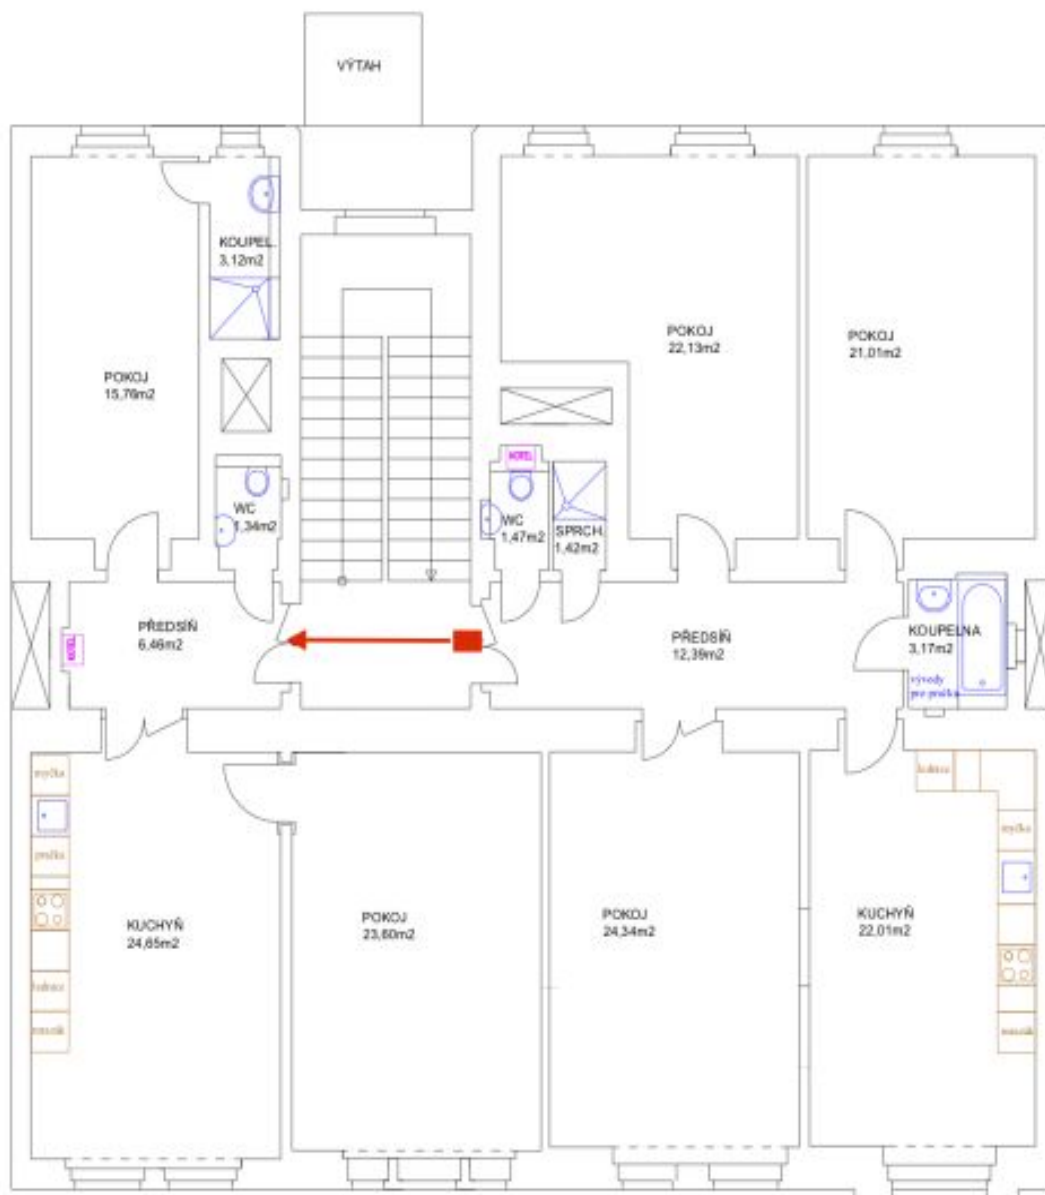 VÝTAH
KOUPEL.
3,12m2
POKOJ
22,13m2
POKOJ
21,01m2
POKOJ
15,76m2
KOTEL
WC
1,34m2
WC
1,47m2
SPRCH.
1,42m2
PŘEDSÍŇ
6,46m2
KOTEL
PŘEDSÍŇ
12,39m2
KOUPELNA
3,17m2
vývody
pro pračku
myčka
pračka
lednice
myčka
KUCHYŇ
24,65m2
POKOJ
23,60m2
POKOJ
24,34m2
KUCHYŇ
22,01m2
lednice